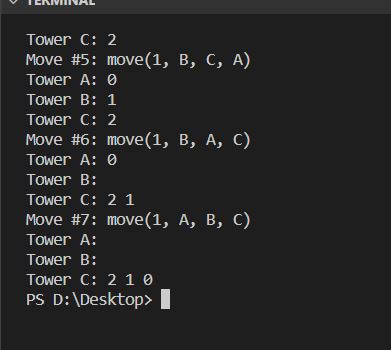 TERMINAL
Tower C: 2
Move #5: move(1, B, C, A)
Tower A: 0
Tower B: 1
Tower C: 2
Move #6: move(1, B, A, C)
Tower A: 0
Tower B:
Tower C: 2 1
Move #7: move(1, A, B, C)
Tower A:
Tower B:
Tower C: 2 1 0
PS D:\Desktop>